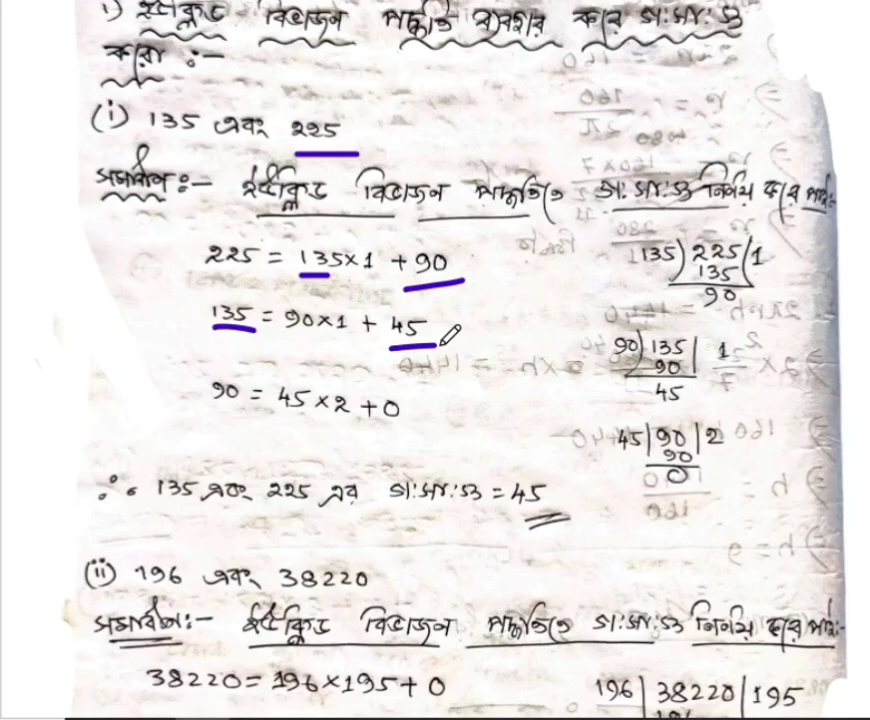 ১) ইউক্লিড বিভাজন পদ্ধতি ব্যবহার করে গ:সা:গু
করো :-
(i) 135 এবং 225
সমাধান :- ইউক্লিড বিভাজন পদ্ধতিতে গ:সা:গু নির্ণয় করে পাই:-
225 = 135×1 + 90
135) 225 (1
135
90
135 = 90×1 + 45
90) 135 | 1
90
45
90 = 45×2 + 0
45 | 90 | 2
90
0
∴ 135 এবং 225 এর গ:সা:গু = 45
(ii) 196 এবং 38220
সমাধান :- ইউক্লিড বিভাজন পদ্ধতিতে গ:সা:গু নির্ণয় করে পাই:-
38220 = 196×195 + 0
196 | 38220 | 195